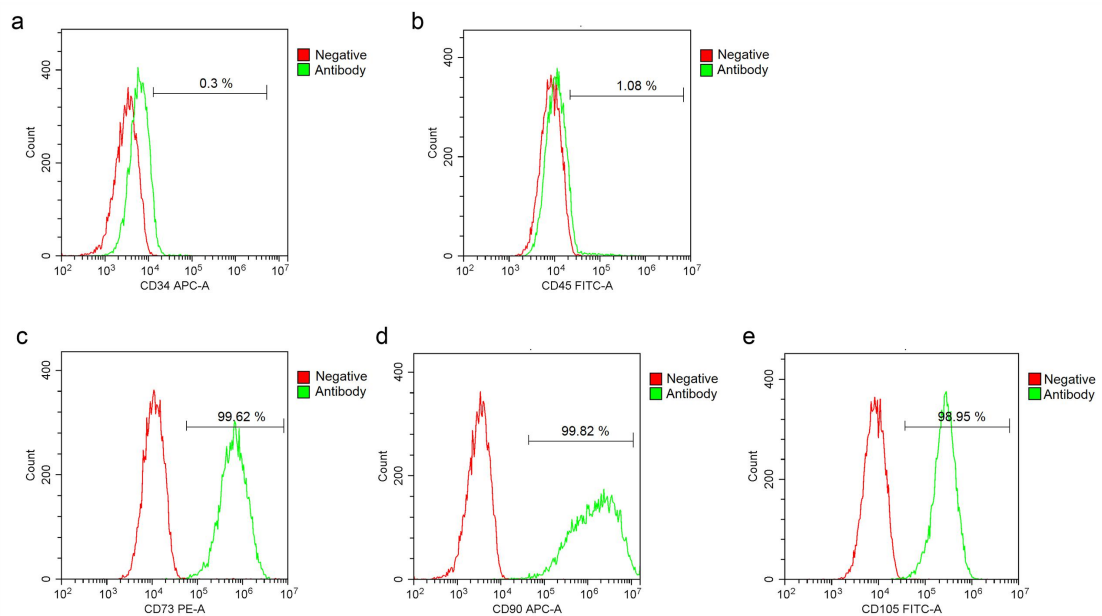 a
Negative
Antibody
0.3 %
Count
400
200
0
10² 10³ 10⁴ 10⁵ 10⁶ 10⁷
CD34 APC-A
b
Negative
Antibody
1.08 %
Count
400
200
0
10² 10³ 10⁴ 10⁵ 10⁶ 10⁷
CD45 FITC-A
c
Negative
Antibody
99.62 %
Count
400
200
0
10² 10³ 10⁴ 10⁵ 10⁶ 10⁷
CD73 PE-A
d
Negative
Antibody
99.82 %
Count
400
200
0
10² 10³ 10⁴ 10⁵ 10⁶ 10⁷
CD90 APC-A
e
Negative
Antibody
98.95 %
Count
400
200
0
10² 10³ 10⁴ 10⁵ 10⁶ 10⁷
CD105 FITC-A